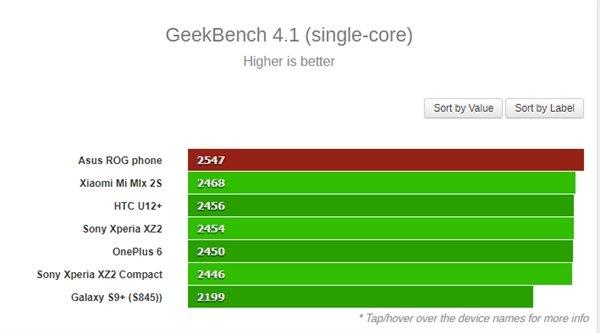 GeekBench 4.1 (single-core)
Higher is better
Sort by Value Sort by Label
Asus ROG phone 2547
Xiaomi Mi MIx 2S 2468
HTC U12+ 2456
Sony Xperia XZ2 2454
OnePlus 6 2450
Sony Xperia XZ2 Compact 2446
Galaxy S9+ (S845)) 2199
* Tap/hover over the device names for more info